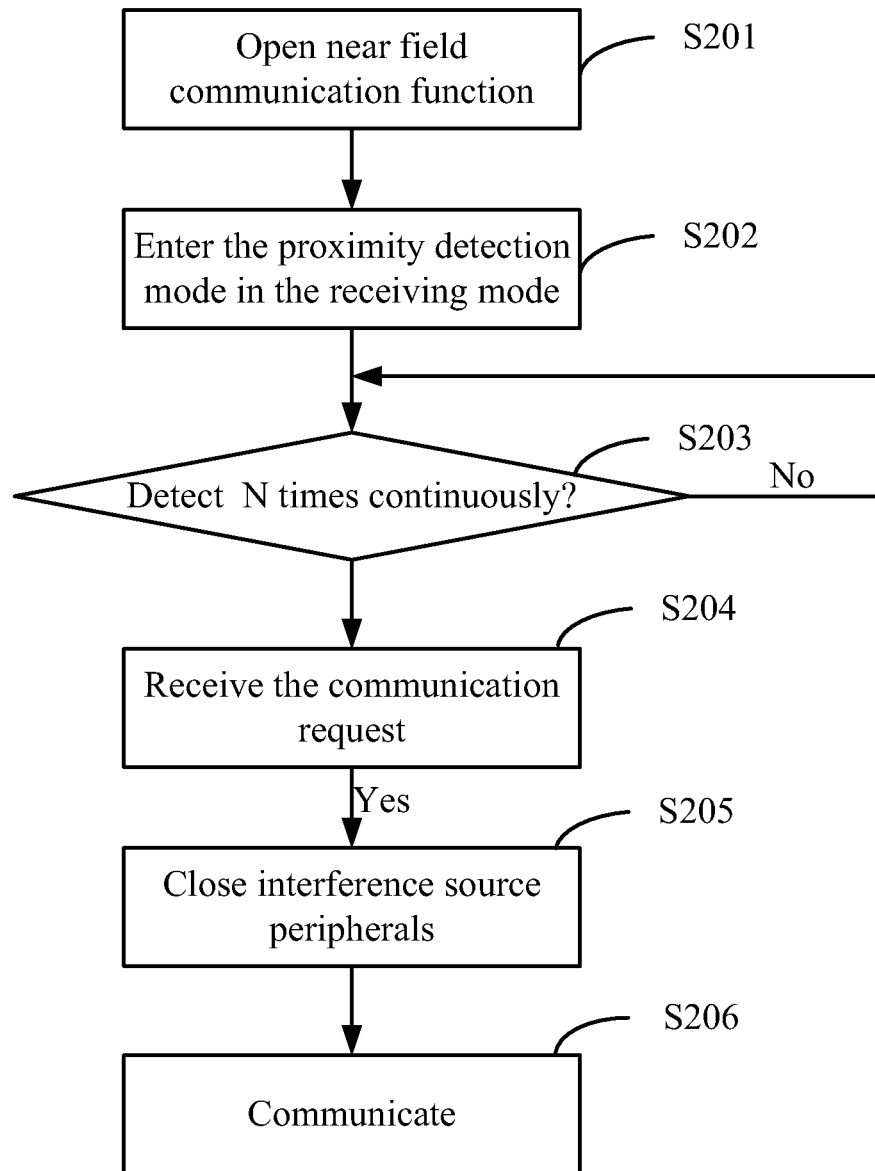 Open near field
communication function
S201
Enter the proximity detection
mode in the receiving mode
S202
Detect N times continuously?
S203
No
Receive the communication
request
S204
Yes
Close interference source
peripherals
S205
Communicate
S206